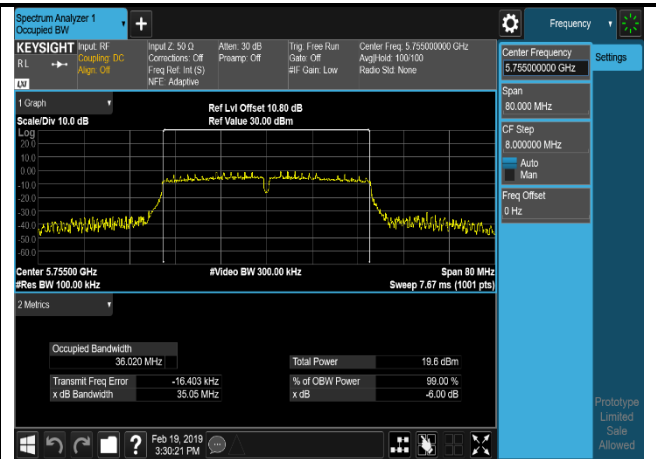 Spectrum Analyzer 1
Occupied BW
+
Frequency
KEYSIGHT
RL
LXI
Input: RF
Coupling: DC
Align: Off
Input Z: 50 Ω
Corrections: Off
Freq Ref: Int (S)
NFE: Adaptive
Atten: 30 dB
Preamp: Off
Trig: Free Run
Gate: Off
#IF Gain: Low
Center Freq: 5.755000000 GHz
Avg|Hold: 100/100
Radio Std: None
Center Frequency
5.755000000 GHz
Settings
Span
80.000 MHz
CF Step
8.000000 MHz
Auto
Man
Freq Offset
0 Hz
1 Graph
Scale/Div 10.0 dB
Ref Lvl Offset 10.80 dB
Ref Value 30.00 dBm
Log
20.0
10.0
0.00
-10.0
-20.0
-30.0
-40.0
-50.0
-60.0
Center 5.75500 GHz
#Video BW 300.00 kHz
Span 80 MHz
#Res BW 100.00 kHz
Sweep 7.67 ms (1001 pts)
2 Metrics
Occupied Bandwidth
36.020 MHz
Total Power 19.6 dBm
Transmit Freq Error -16.403 kHz
% of OBW Power 99.00 %
x dB Bandwidth 35.05 MHz
x dB -6.00 dB
Prototype
Limited
Sale
Allowed
?
Feb 19, 2019
3:30:21 PM